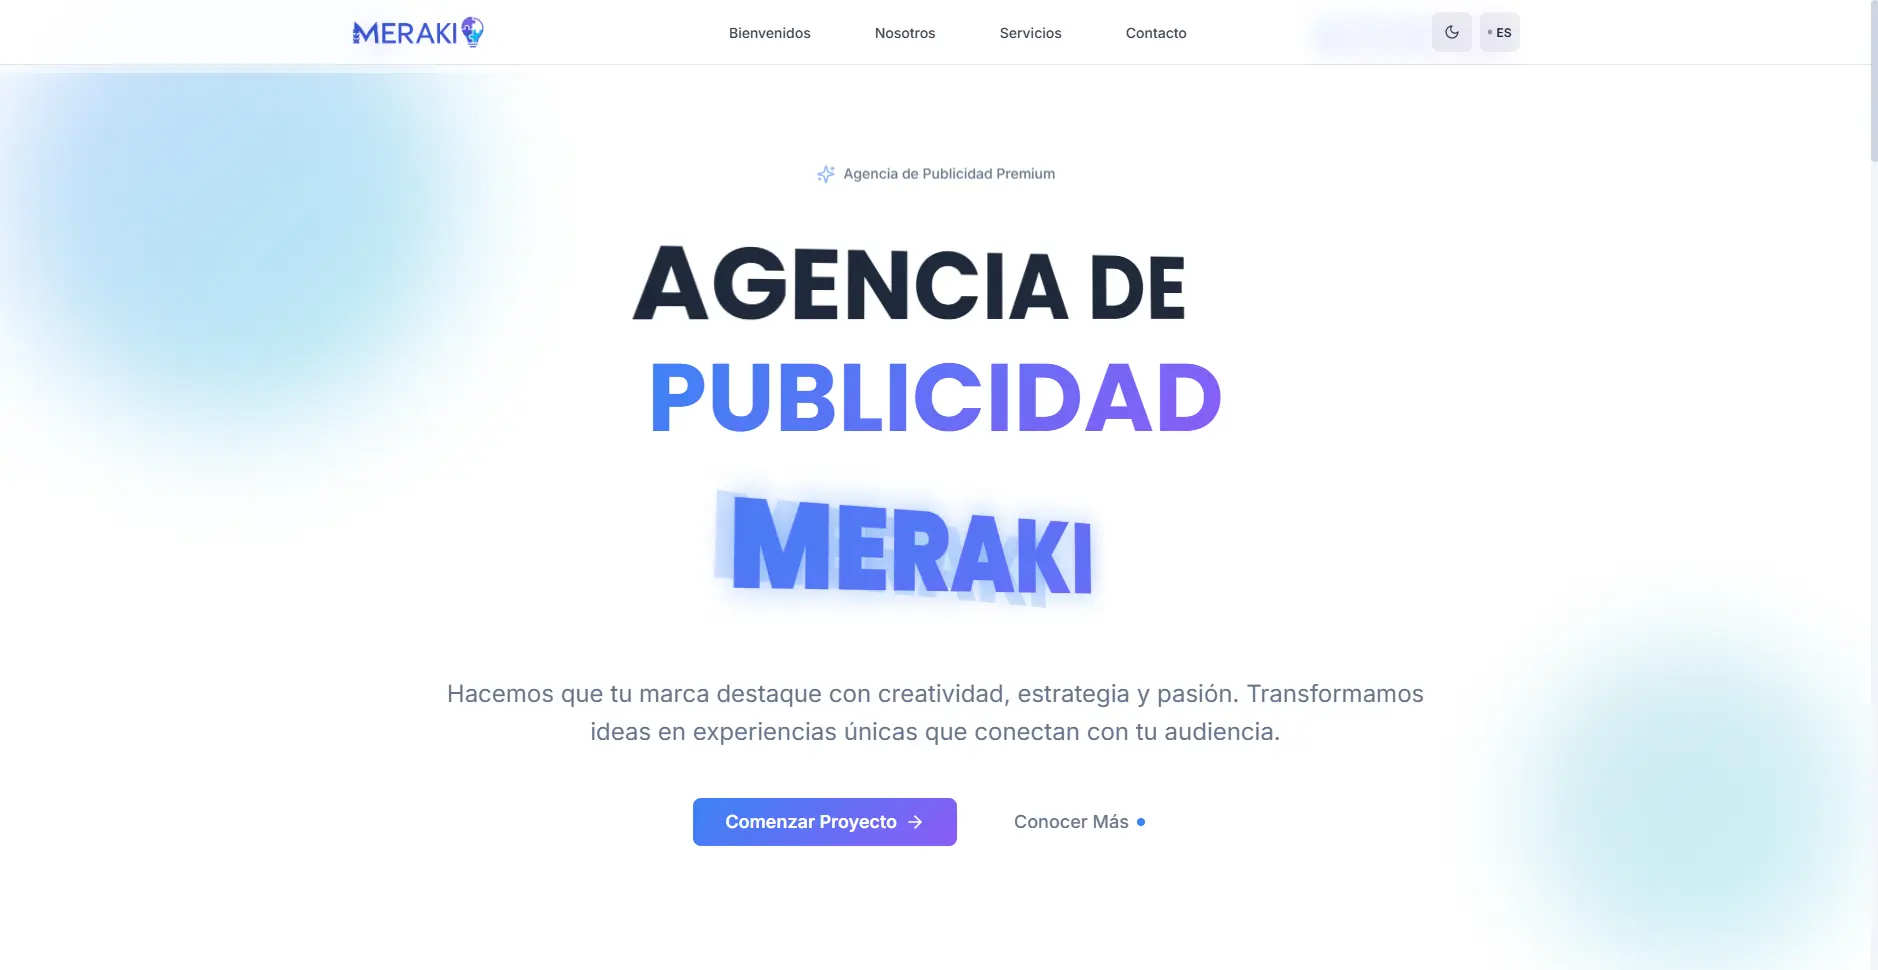 MERAKI
Bienvenidos Nosotros Servicios Contacto ES
Agencia de Publicidad Premium
AGENCIA DE
PUBLICIDAD
MERAKI
Hacemos que tu marca destaque con creatividad, estrategia y pasión. Transformamos
ideas en experiencias únicas que conectan con tu audiencia.
Comenzar Proyecto Conocer Más